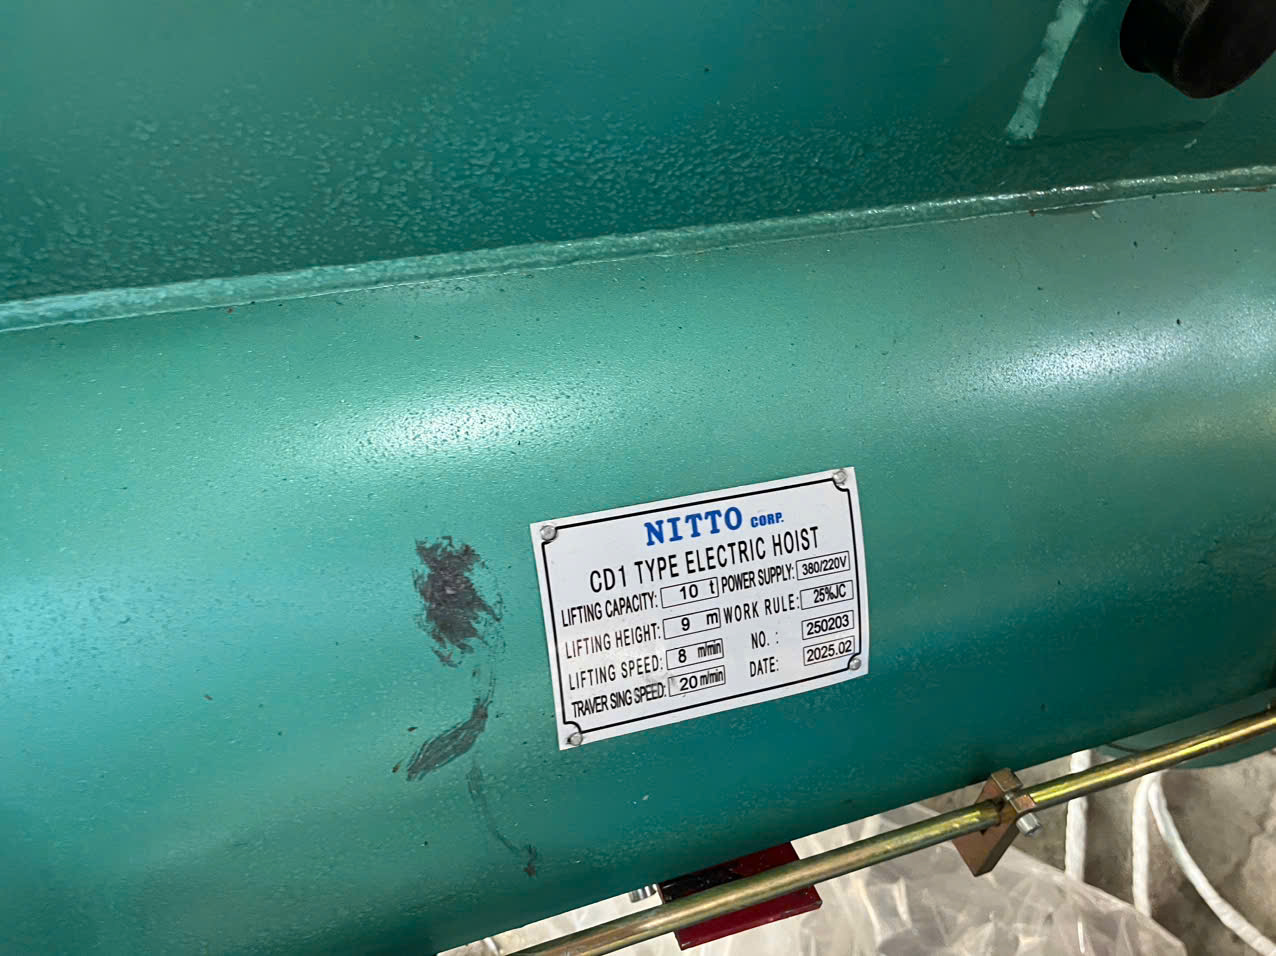 NITTO CORP.
CD1 TYPE ELECTRIC HOIST
LIFTING CAPACITY: 10 t POWER SUPPLY: 380/220V
LIFTING HEIGHT: 9 m WORK RULE: 25%JC
LIFTING SPEED: 8 m/min NO.: 250203
TRAVER SING SPEED: 20 m/min DATE: 2025.02